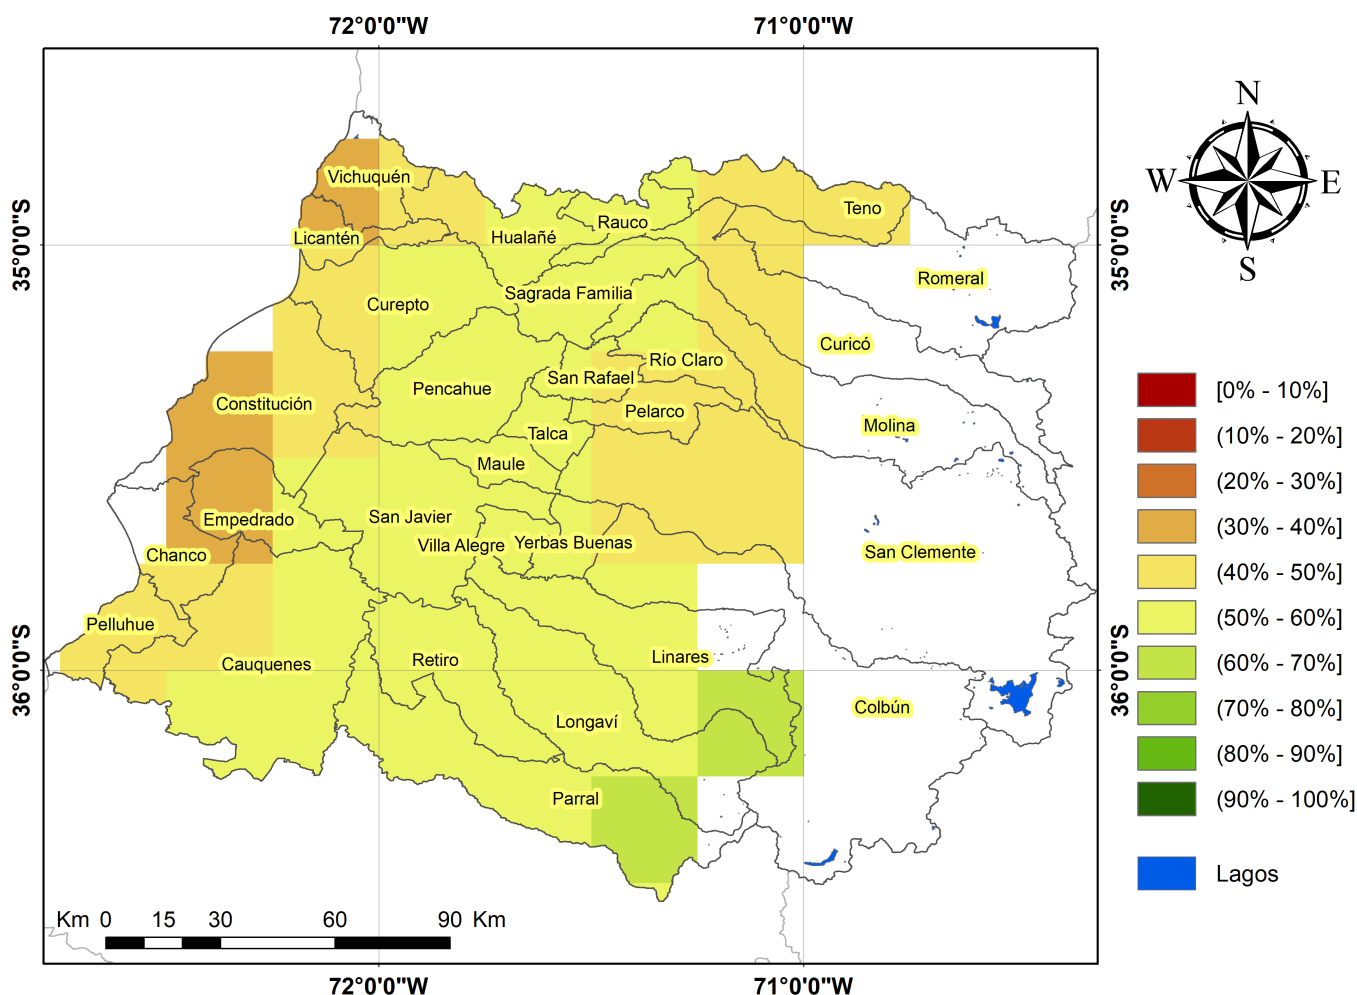 72°0'0"W
71°0'0"W
35°0'0"S
35°0'0"S
N
W
E
S
Vichuquén
Teno
Rauco
Licantén
Hualañé
Romeral
Sagrada Familia
Curepto
Curicó
Río Claro
San Rafael
Pencahue
Constitución
Pelarco
Molina
Talca
Maule
San Javier
Empedrado
Villa Alegre
Yerbas Buenas
San Clemente
Chanco
Pelluhue
36°0'0"S
36°0'0"S
Cauquenes
Retiro
Linares
Colbún
Longaví
Parral
[0% - 10%]
(10% - 20%]
(20% - 30%]
(30% - 40%]
(40% - 50%]
(50% - 60%]
(60% - 70%]
(70% - 80%]
(80% - 90%]
(90% - 100%]
Lagos
Km 0 15 30 60 90 Km
72°0'0"W
71°0'0"W